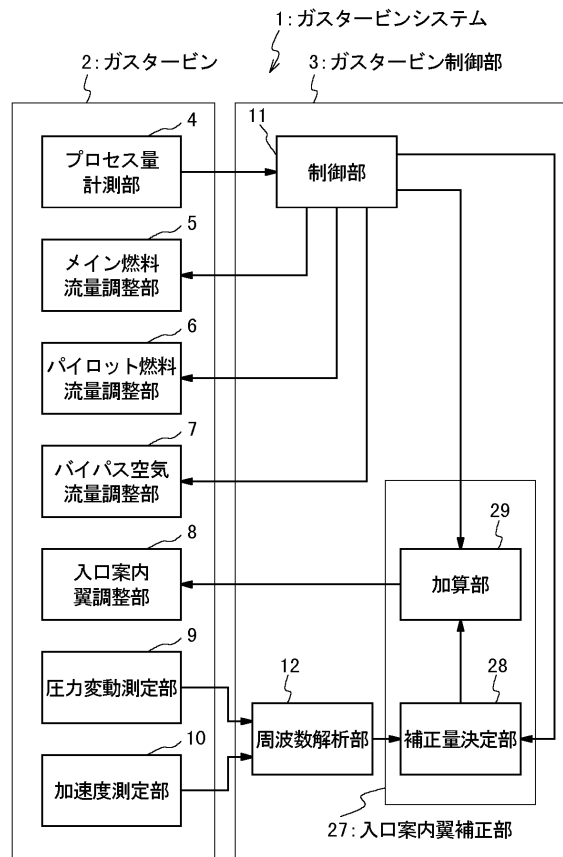 1:ガスタービンシステム
2:ガスタービン
3:ガスタービン制御部
4
プロセス量
計測部
11
制御部
5
メイン燃料
流量調整部
6
パイロット燃料
流量調整部
7
バイパス空気
流量調整部
8
入口案内
翼調整部
29
加算部
9
圧力変動測定部
12
周波数解析部
28
補正量決定部
10
加速度測定部
27:入口案内翼補正部